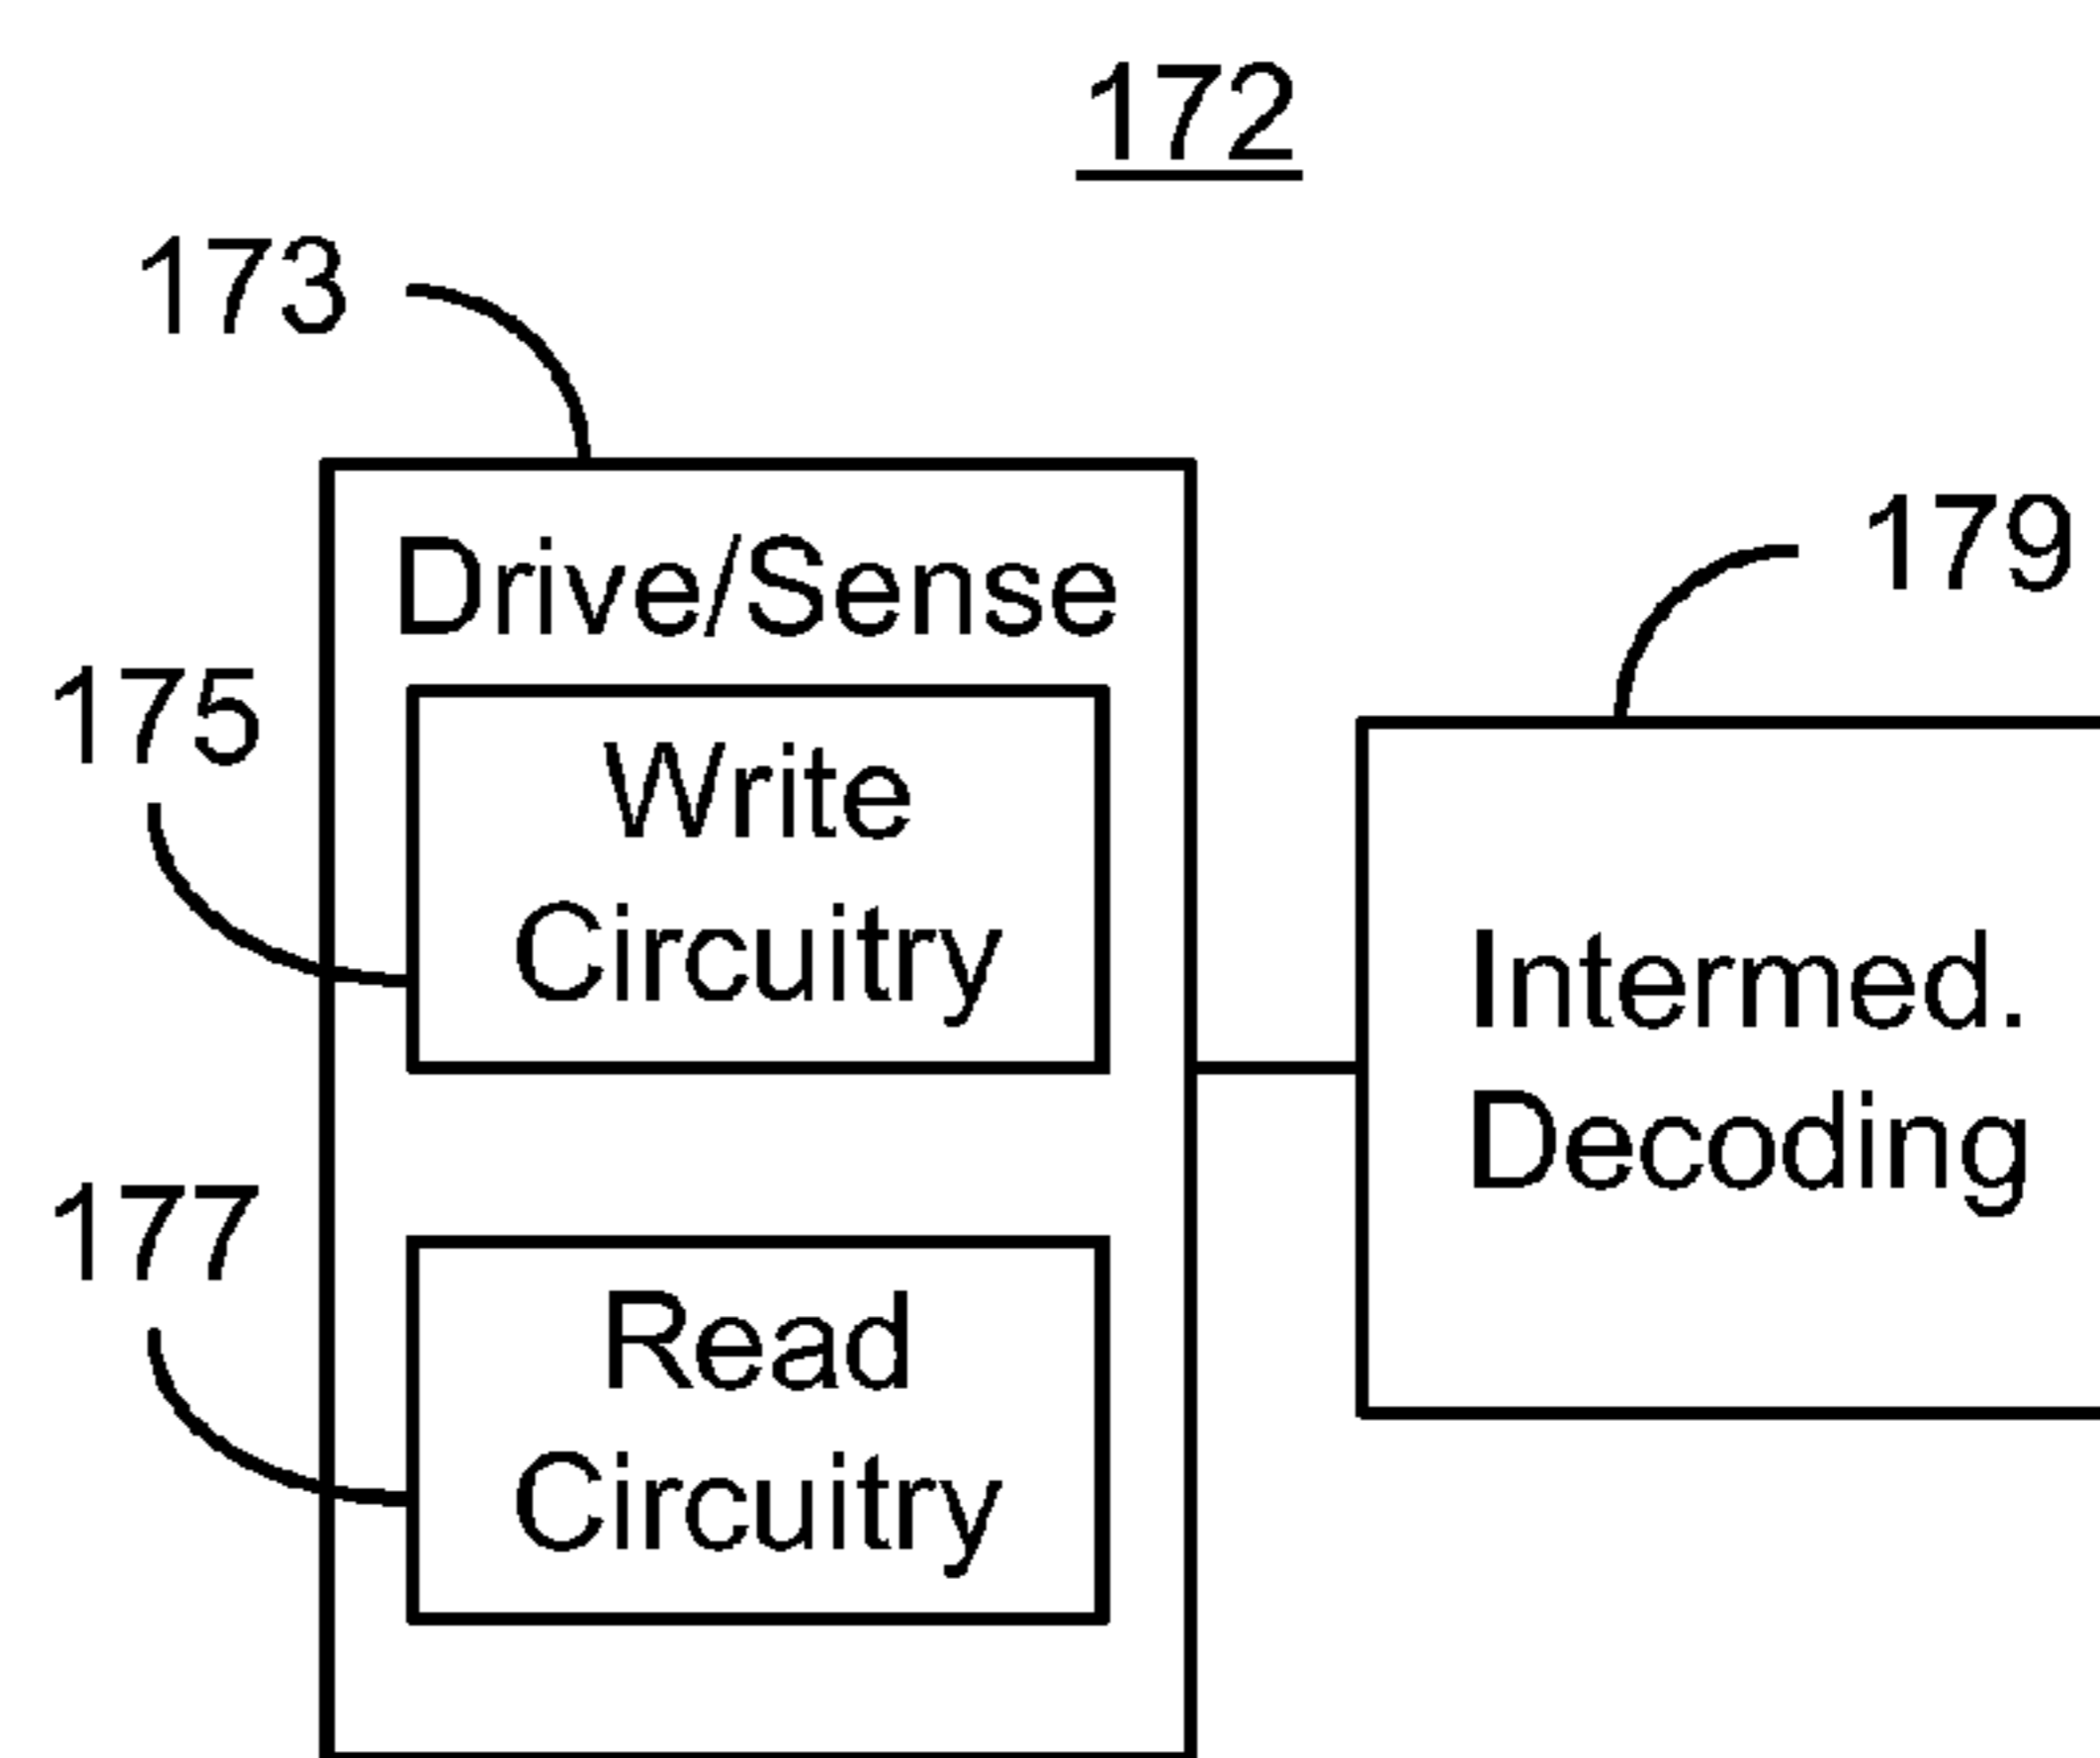 172
173
179
Drive/Sense
175
Write
Circuitry
Intermed.
Decoding
177
Read
Circuitry